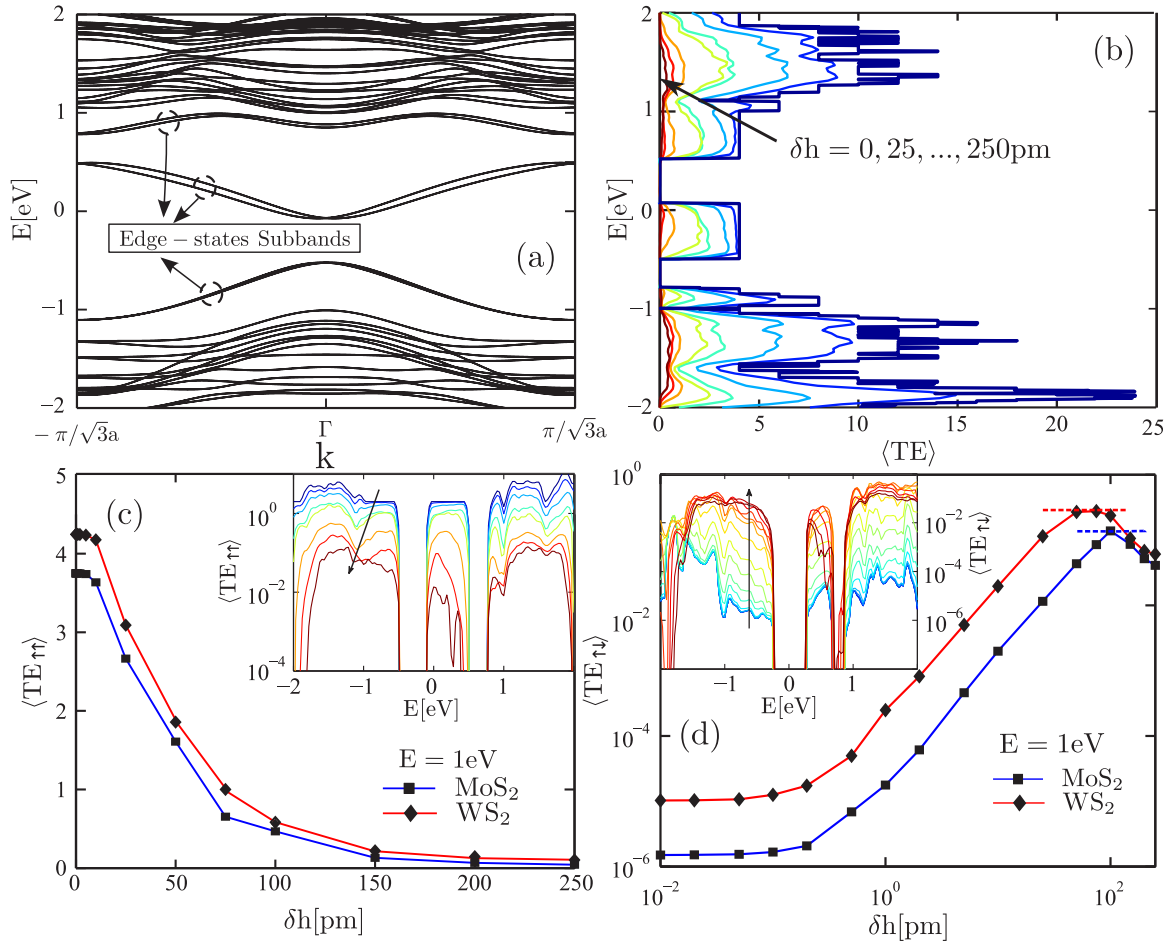 2
1
0
−1
−2
E[eV]
Edge − states Subbands
(a)
− π/√3a
Γ
π/√3a
k
2
1
0
−1
−2
E[eV]
(b)
δh = 0, 25, ..., 250pm
0
5
10
15
20
25
⟨TE⟩
5
4
3
2
1
0
⟨TE↑↑⟩
(c)
10^0
10^−2
10^−4
⟨TE↑↑⟩
−2
−1
0
1
2
E[eV]
E = 1eV
MoS₂
WS₂
0
50
100
150
200
250
δh[pm]
10^0
10^−2
10^−4
10^−6
⟨TE↑↓⟩
10^−2
10^−4
10^−6
⟨TE↑↓⟩
−1
0
1
E[eV]
(d)
E = 1eV
MoS₂
WS₂
10^−2
10^0
10^2
δh[pm]